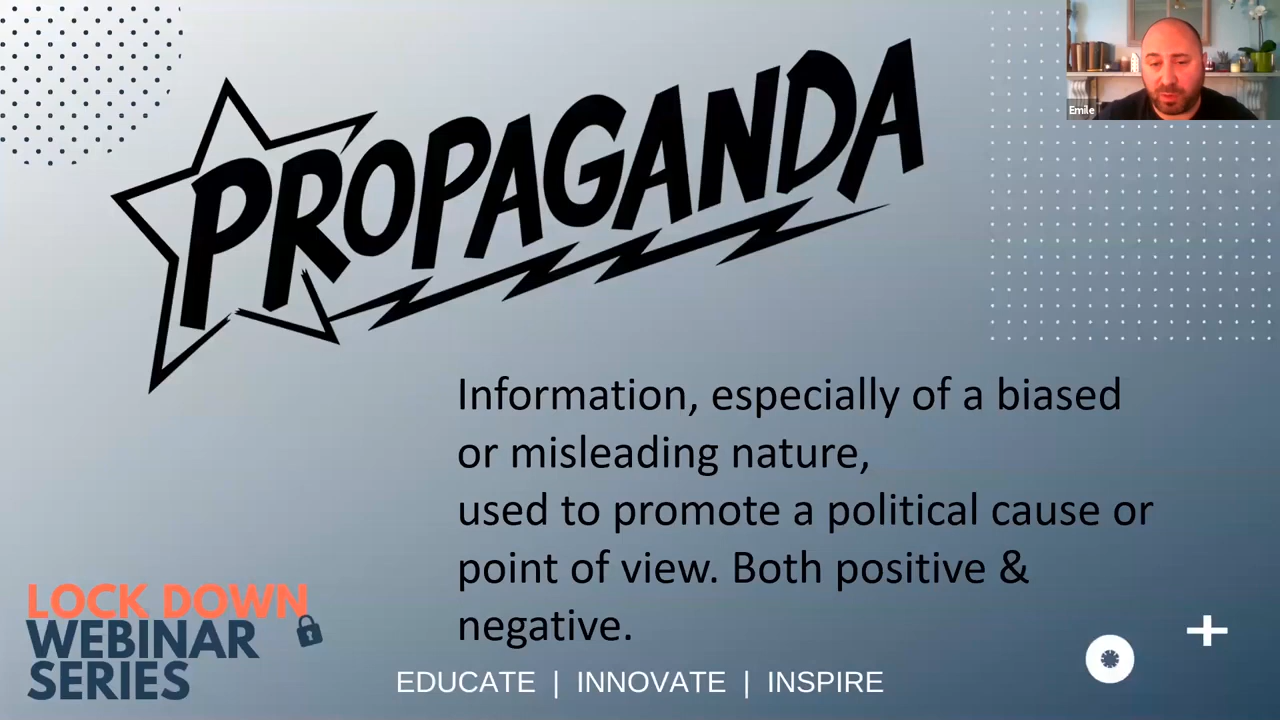 PROPAGANDA
Emile
Information, especially of a biased
or misleading nature,
used to promote a political cause or
point of view. Both positive &
negative.
LOCK DOWN
WEBINAR
SERIES
EDUCATE | INNOVATE | INSPIRE